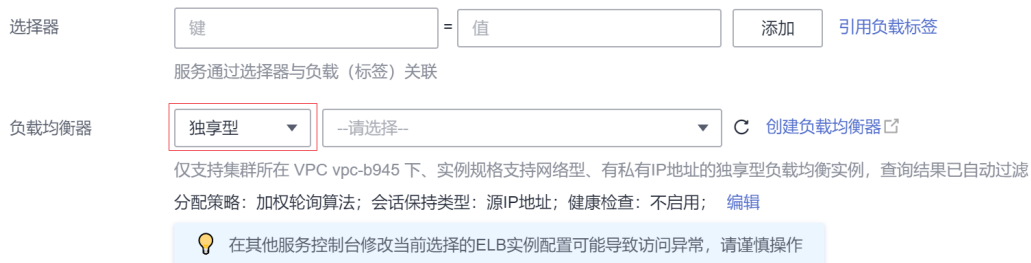 选择器 键 = 值 添加 引用负载标签
服务通过选择器与负载（标签）关联
负载均衡器 独享型 --请选择-- 创建负载均衡器
仅支持集群所在 VPC vpc-b945 下、实例规格支持网络型、有私有IP地址的独享型负载均衡实例，查询结果已自动过滤
分配策略：加权轮询算法；会话保持类型：源IP地址；健康检查：不启用； 编辑
在其他服务控制台修改当前选择的ELB实例配置可能导致访问异常，请谨慎操作